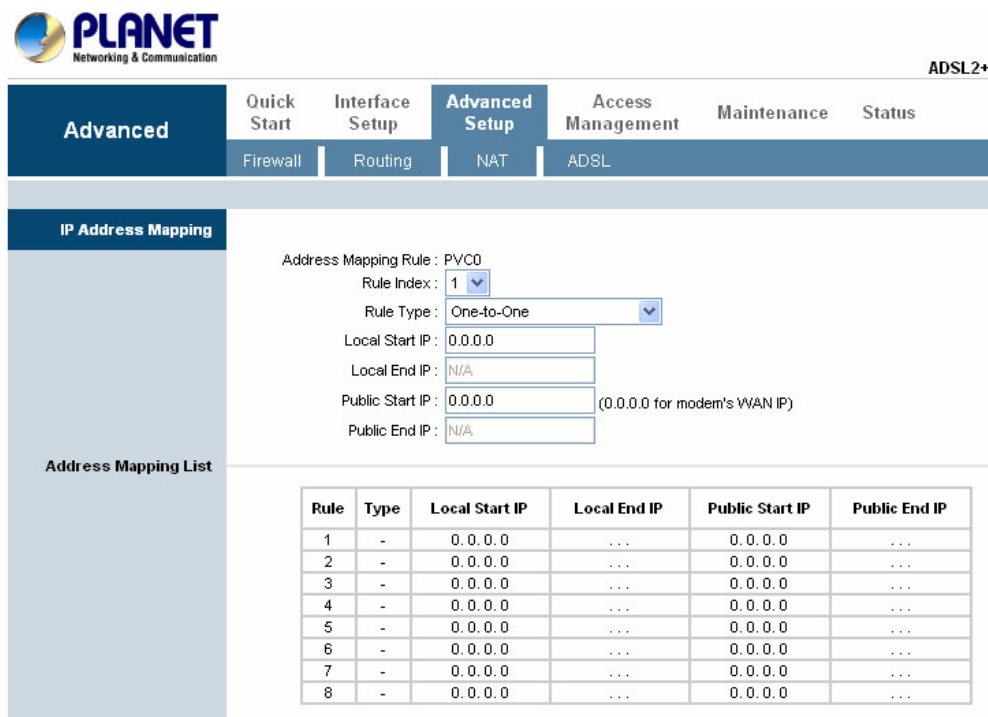 PLANET
Networking & Communication
ADSL2+
Advanced
Quick Start
Interface Setup
Advanced Setup
Access Management
Maintenance
Status
Firewall
Routing
NAT
ADSL
IP Address Mapping
Address Mapping Rule : PVC0
Rule Index : 1
Rule Type : One-to-One
Local Start IP : 0.0.0.0
Local End IP : N/A
Public Start IP : 0.0.0.0 (0.0.0.0 for modem's WAN IP)
Public End IP : N/A
Address Mapping List
Rule Type Local Start IP Local End IP Public Start IP Public End IP
1 - 0.0.0.0 ... 0.0.0.0 ...
2 - 0.0.0.0 ... 0.0.0.0 ...
3 - 0.0.0.0 ... 0.0.0.0 ...
4 - 0.0.0.0 ... 0.0.0.0 ...
5 - 0.0.0.0 ... 0.0.0.0 ...
6 - 0.0.0.0 ... 0.0.0.0 ...
7 - 0.0.0.0 ... 0.0.0.0 ...
8 - 0.0.0.0 ... 0.0.0.0 ...